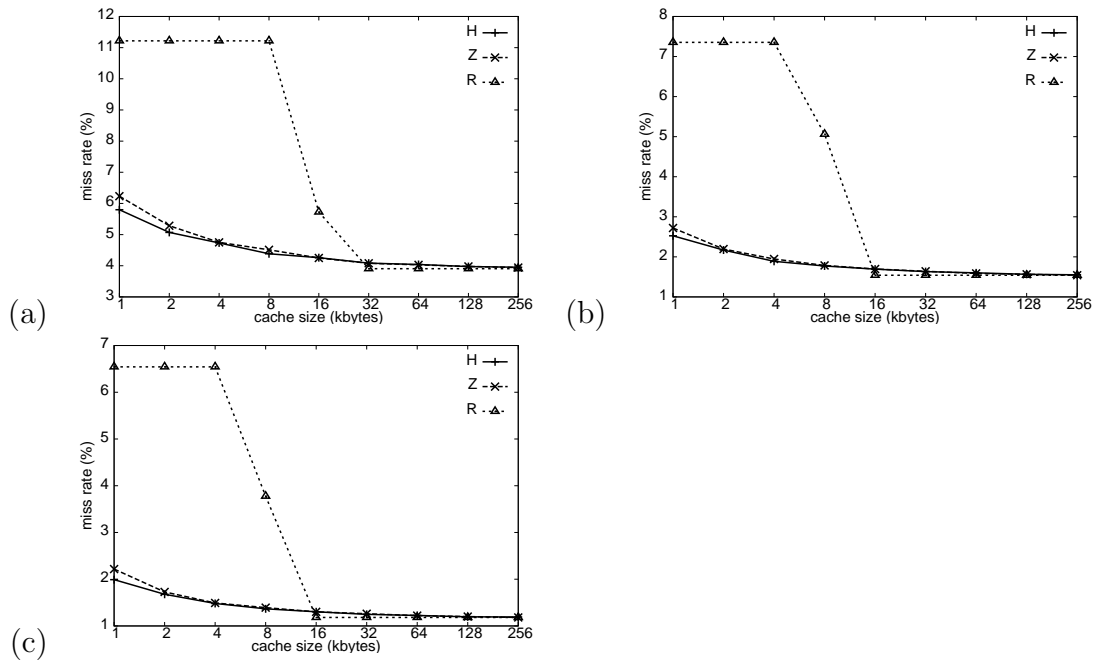 12
11
10
9
8
7
6
5
4
3
miss rate (%)
1 2 4 8 16 32 64 128 256
cache size (kbytes)
H
Z
R
(a)
8
7
6
5
4
3
2
1
miss rate (%)
1 2 4 8 16 32 64 128 256
cache size (kbytes)
H
Z
R
(b)
7
6
5
4
3
2
1
miss rate (%)
1 2 4 8 16 32 64 128 256
cache size (kbytes)
H
Z
R
(c)